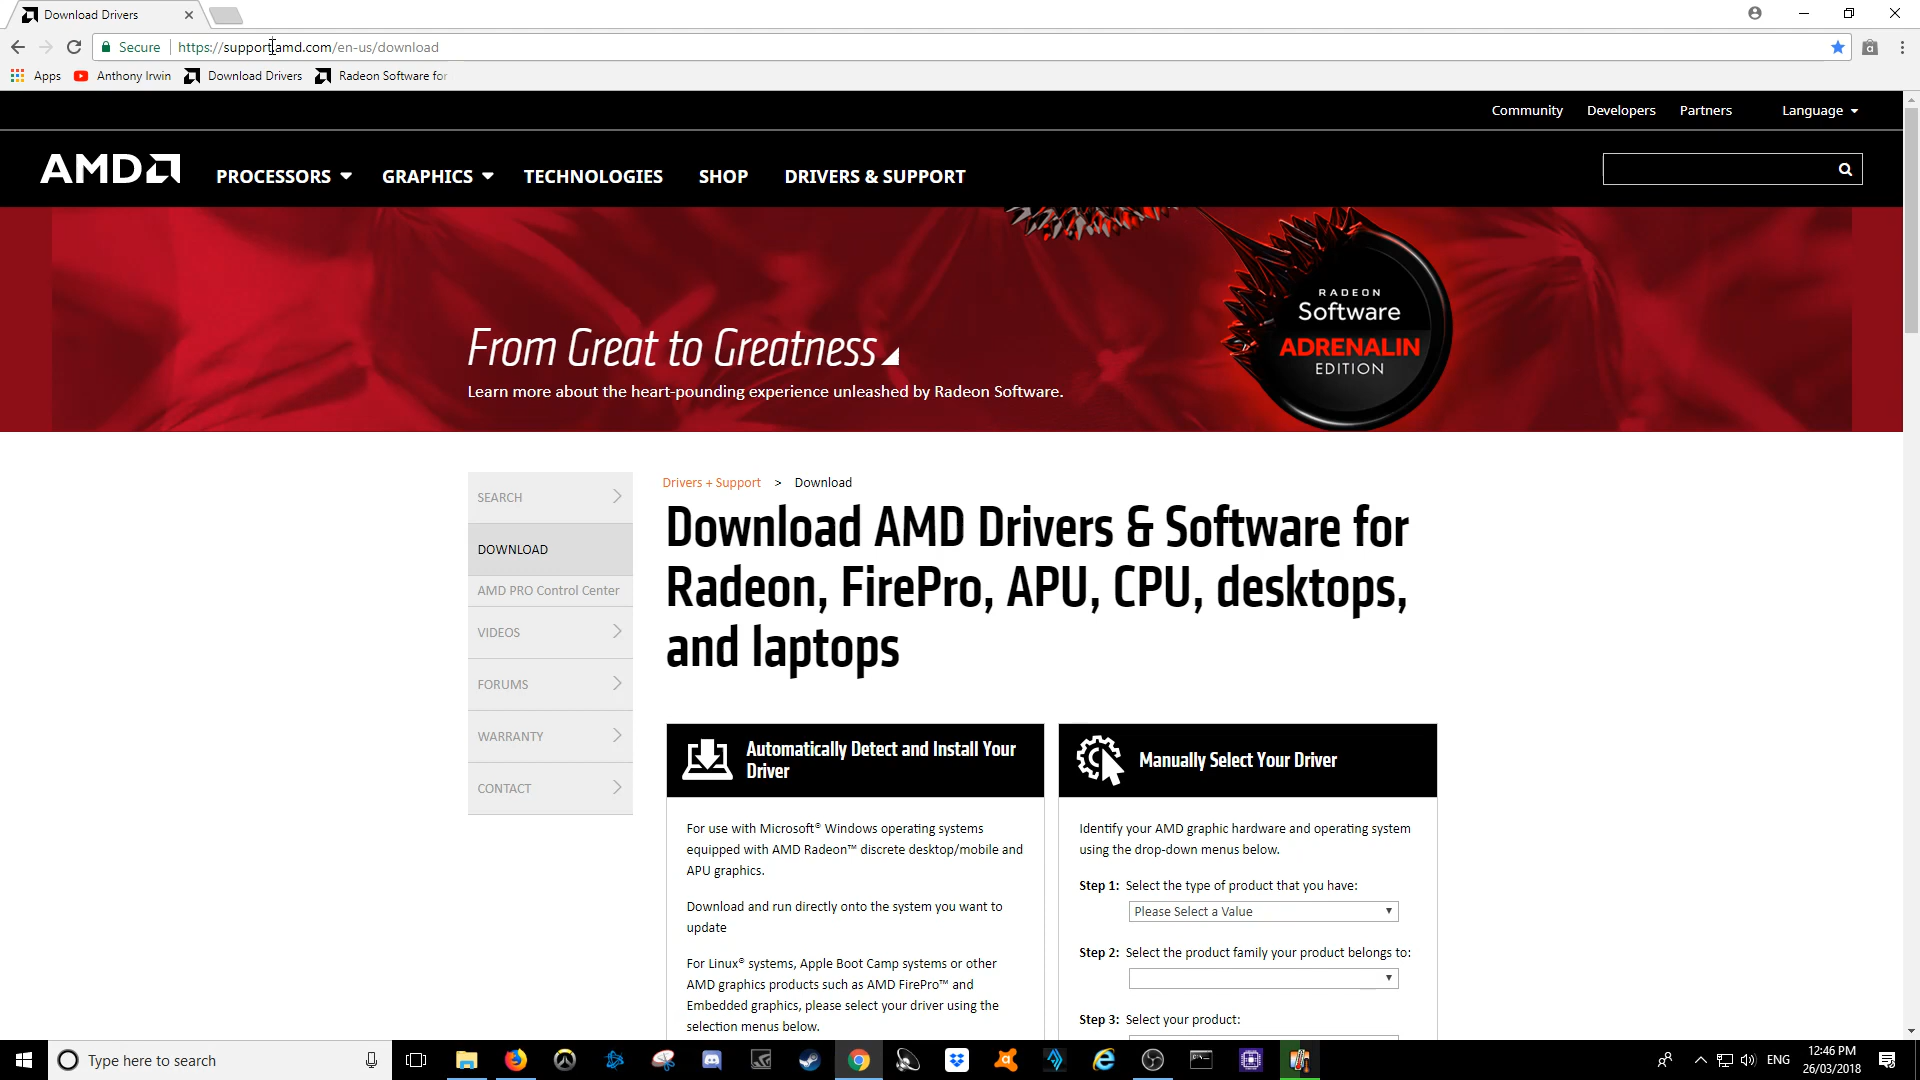 Download Drivers
Secure
https://support.amd.com/en-us/download
Apps
Anthony Irwin
Download Drivers
Radeon Software for
Community
Developers
Partners
Language
AMD
PROCESSORS
GRAPHICS
TECHNOLOGIES
SHOP
DRIVERS & SUPPORT
RADEON
Software
ADRENALIN
EDITION
From Great to Greatness
Learn more about the heart-pounding experience unleashed by Radeon Software.
SEARCH
DOWNLOAD
AMD PRO Control Center
VIDEOS
FORUMS
WARRANTY
CONTACT
Drivers + Support > Download
Download AMD Drivers & Software for
Radeon, FirePro, APU, CPU, desktops,
and laptops
Automatically Detect and Install Your
Driver
For use with Microsoft® Windows operating systems
equipped with AMD Radeon™ discrete desktop/mobile and
APU graphics.
Download and run directly onto the system you want to
update
For Linux® systems, Apple Boot Camp systems or other
AMD graphics products such as AMD FirePro™ and
Embedded graphics, please select your driver using the
selection menus below.
Manually Select Your Driver
Identify your AMD graphic hardware and operating system
using the drop-down menus below.
Step 1: Select the type of product that you have:
Please Select a Value
Step 2: Select the product family your product belongs to:
Step 3: Select your product:
Type here to search
ENG
12:46 PM
26/03/2018